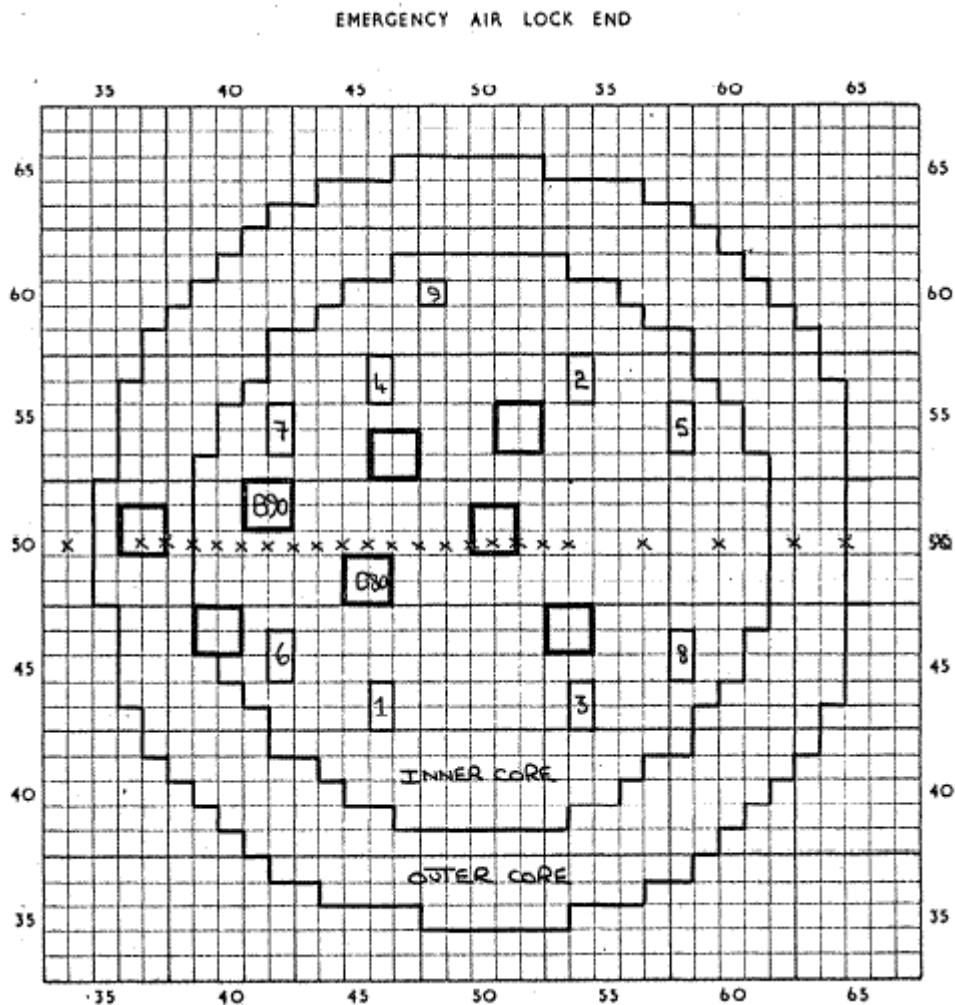 EMERGENCY AIR LOCK END
35 40 45 50 55 60 65
65 65
60 9 60
4 2
55 7 5 55
B90
50 x x x x x x x x x x x x x x x x x x x x x x x
B80
45 6 8 45
1 3
INNER CORE
40 40
OUTER CORE
35 35
35 40 45 50 55 60 65